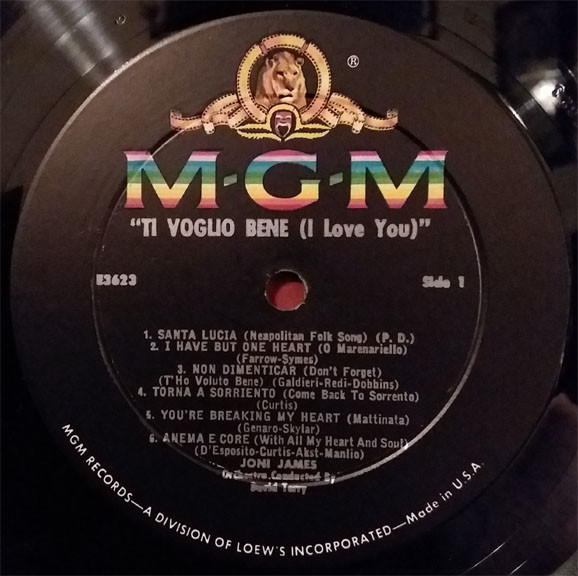 ®
M-G-M
"TI VOGLIO BENE (I Love You)"
E3623
Side 1
1. SANTA LUCIA (Neapolitan Folk Song) (P. D.)
2. I HAVE BUT ONE HEART (O Marenariello)
(Farrow-Symes)
3. NON DIMENTICAR (Don't Forget)
(T'Ho Voluto Bene) (Galdieri-Redi-Dobbins)
4. TORNA A SORRIENTO (Come Back To Sorrento)
(Curtis)
5. YOU'RE BREAKING MY HEART (Mattinata)
(Genaro-Skylar)
6. ANEMA E CORE (With All My Heart And Soul)
(D'Esposito-Curtis-Akst-Manlio)
JONI JAMES
Orchestra Conducted By
David Terry
MGM RECORDS—A DIVISION OF LOEW'S INCORPORATED—Made in U.S.A.